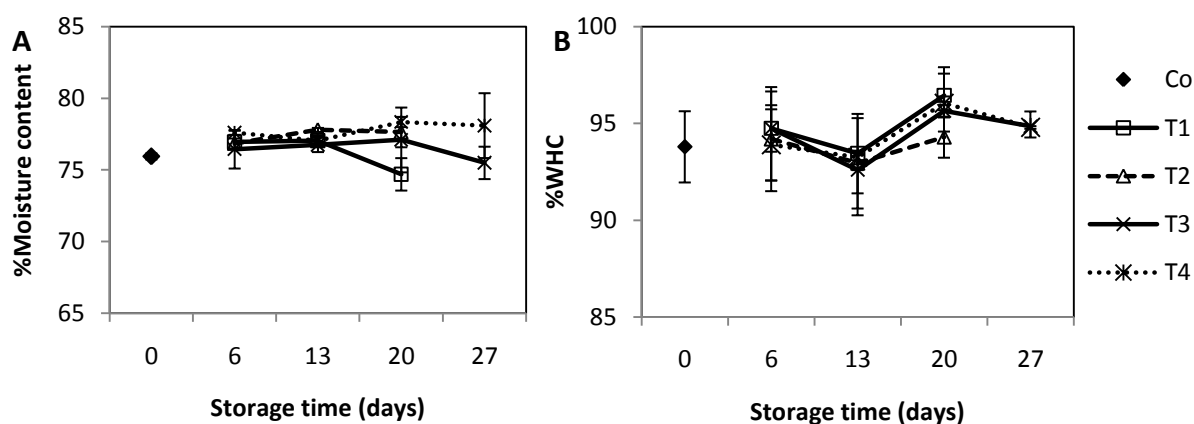 A
%Moisture content
85
80
75
70
65
0 6 13 20 27
Storage time (days)
B
%WHC
100
95
90
85
0 6 13 20 27
Storage time (days)
Co
T1
T2
T3
T4